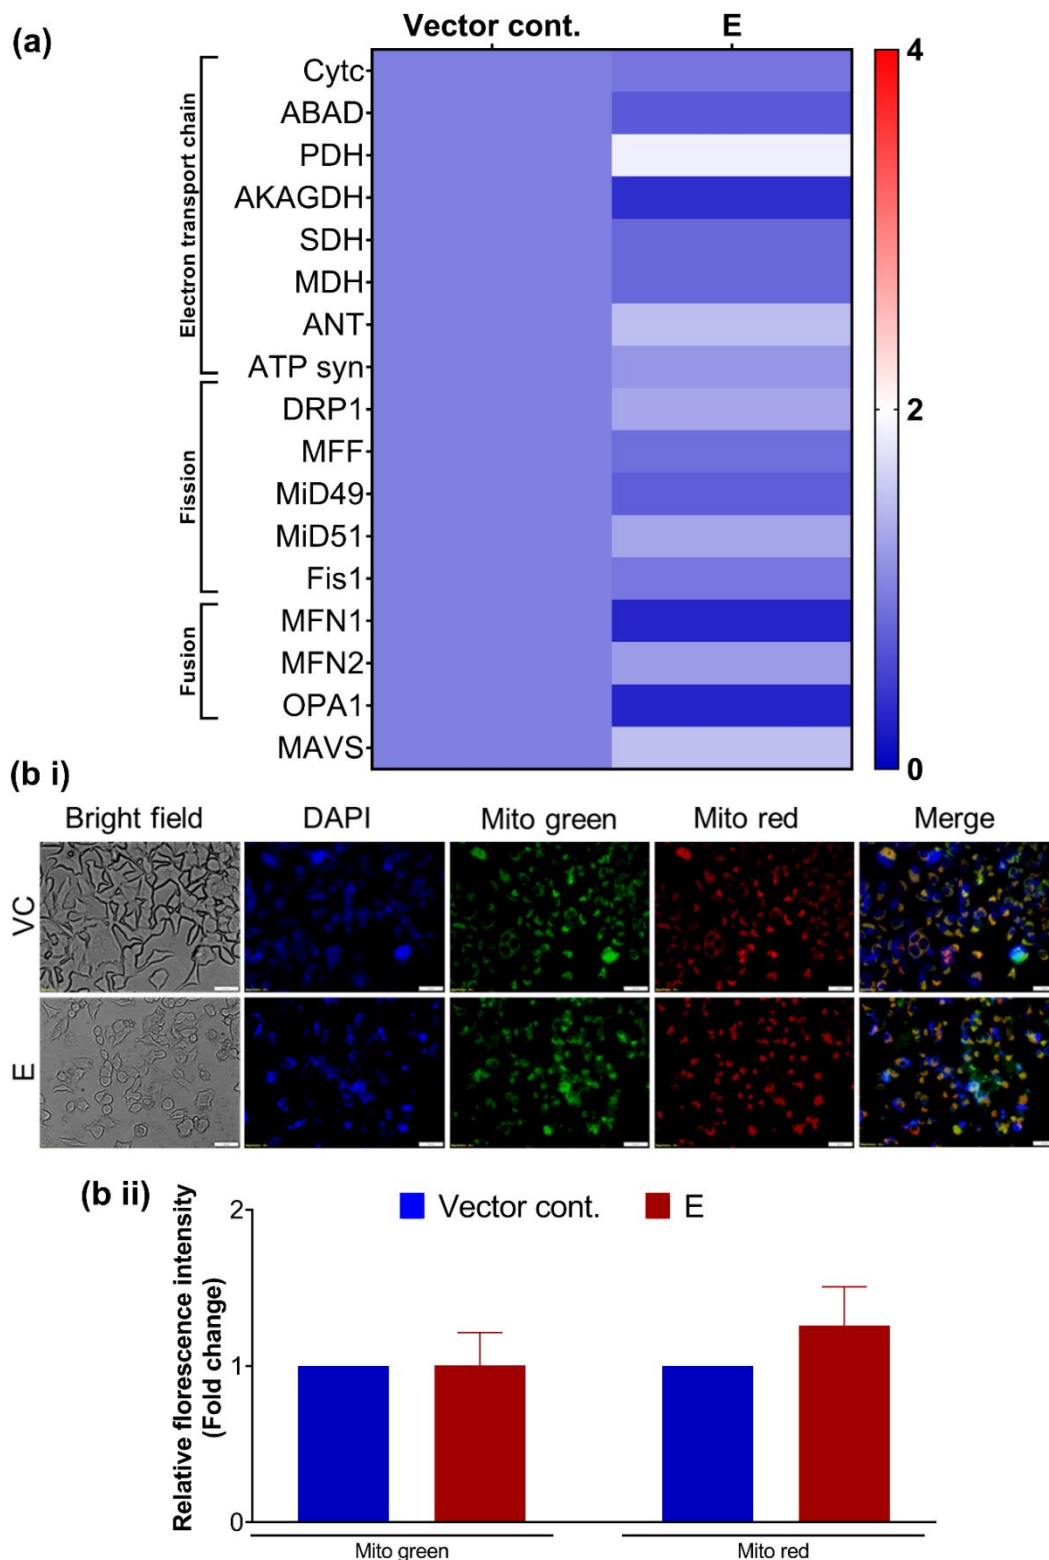 (a)
Vector cont. E
Electron transport chain
Cytc
ABAD
PDH
AKAGDH
SDH
MDH
ANT
ATP syn
Fission
DRP1
MFF
MiD49
MiD51
Fis1
Fusion
MFN1
MFN2
OPA1
MAVS
4
2
0
(b i)
Bright field DAPI Mito green Mito red Merge
VC
E
(b ii)
Vector cont. E
Relative florescence intensity
(Fold change)
2
1
0
Mito green Mito red